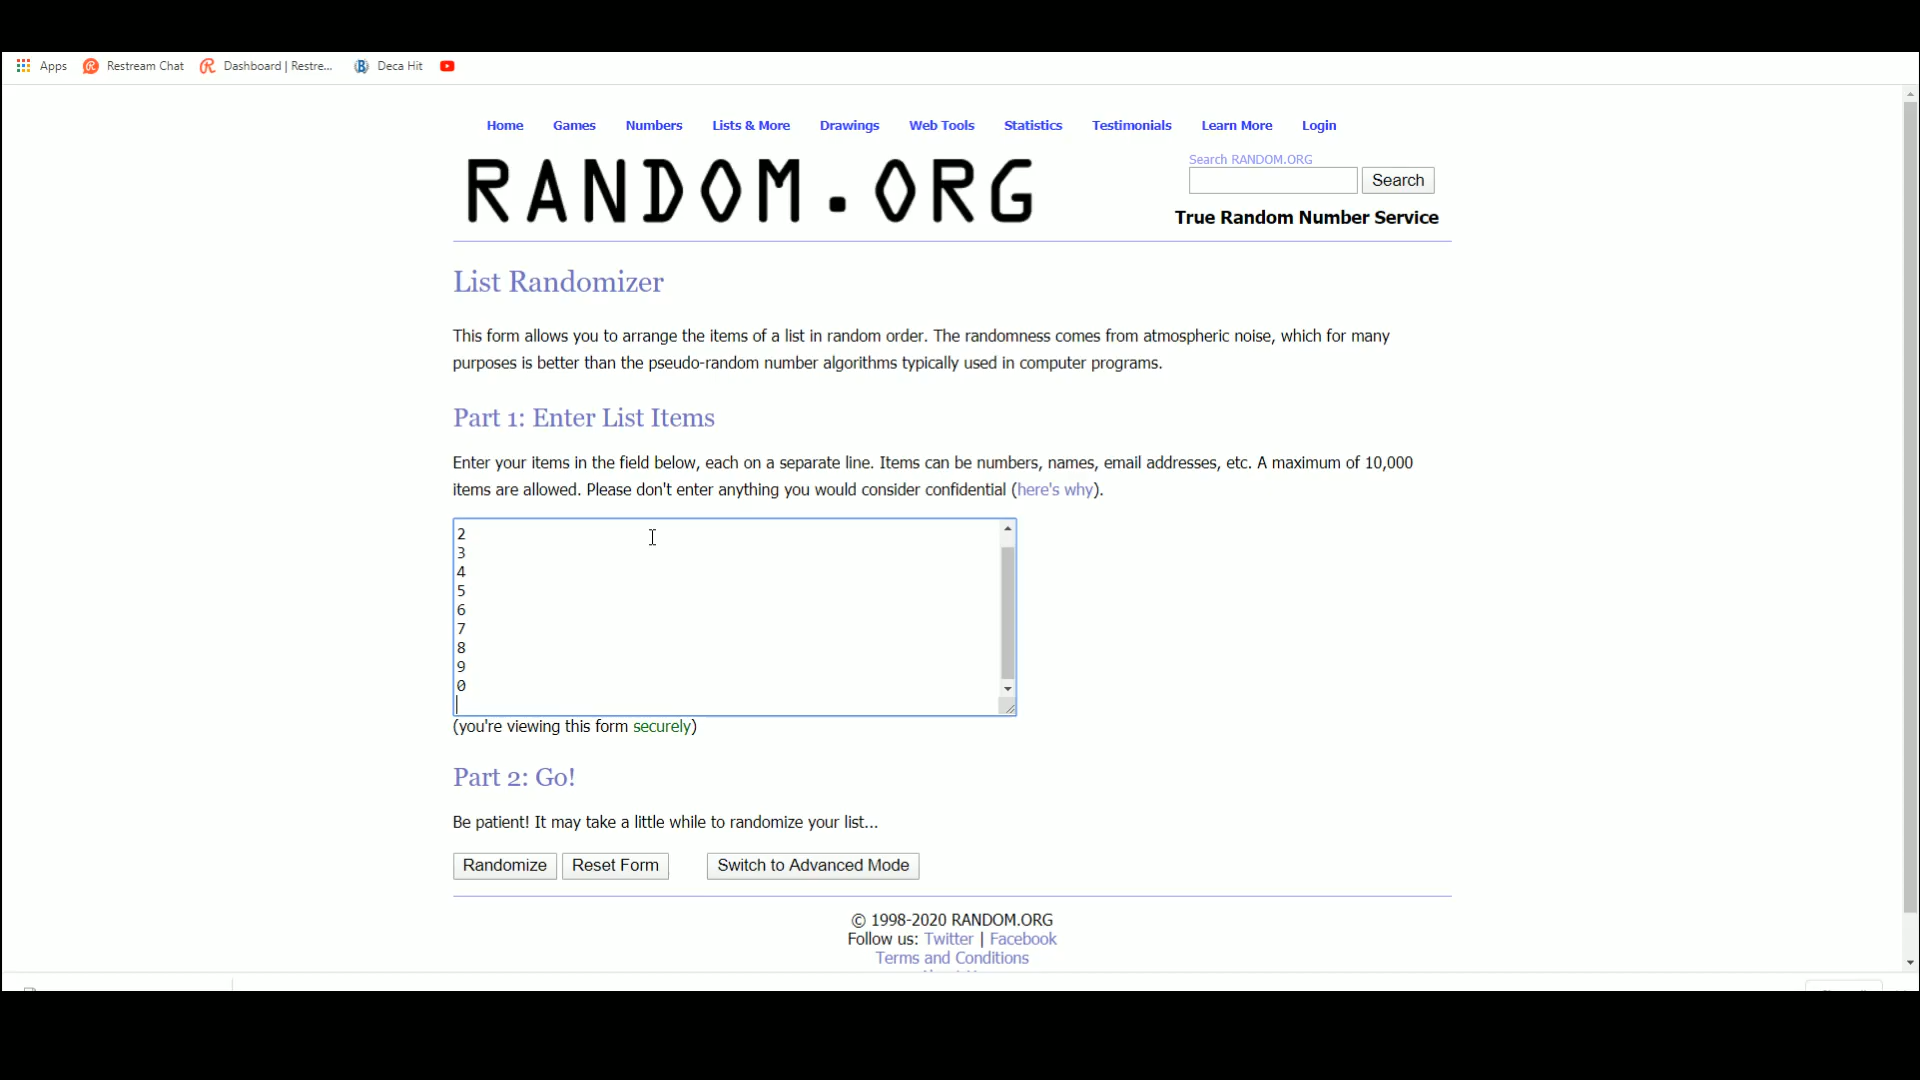 Apps Restream Chat Dashboard | Restre... Deca Hit
Home Games Numbers Lists & More Drawings Web Tools Statistics Testimonials Learn More Login
RANDOM.ORG
Search RANDOM.ORG
Search
True Random Number Service
List Randomizer
This form allows you to arrange the items of a list in random order. The randomness comes from atmospheric noise, which for many
purposes is better than the pseudo-random number algorithms typically used in computer programs.
Part 1: Enter List Items
Enter your items in the field below, each on a separate line. Items can be numbers, names, email addresses, etc. A maximum of 10,000
items are allowed. Please don't enter anything you would consider confidential (here's why).
2
3
4
5
6
7
8
9
0
(you're viewing this form securely)
Part 2: Go!
Be patient! It may take a little while to randomize your list...
Randomize Reset Form Switch to Advanced Mode
© 1998-2020 RANDOM.ORG
Follow us: Twitter | Facebook
Terms and Conditions